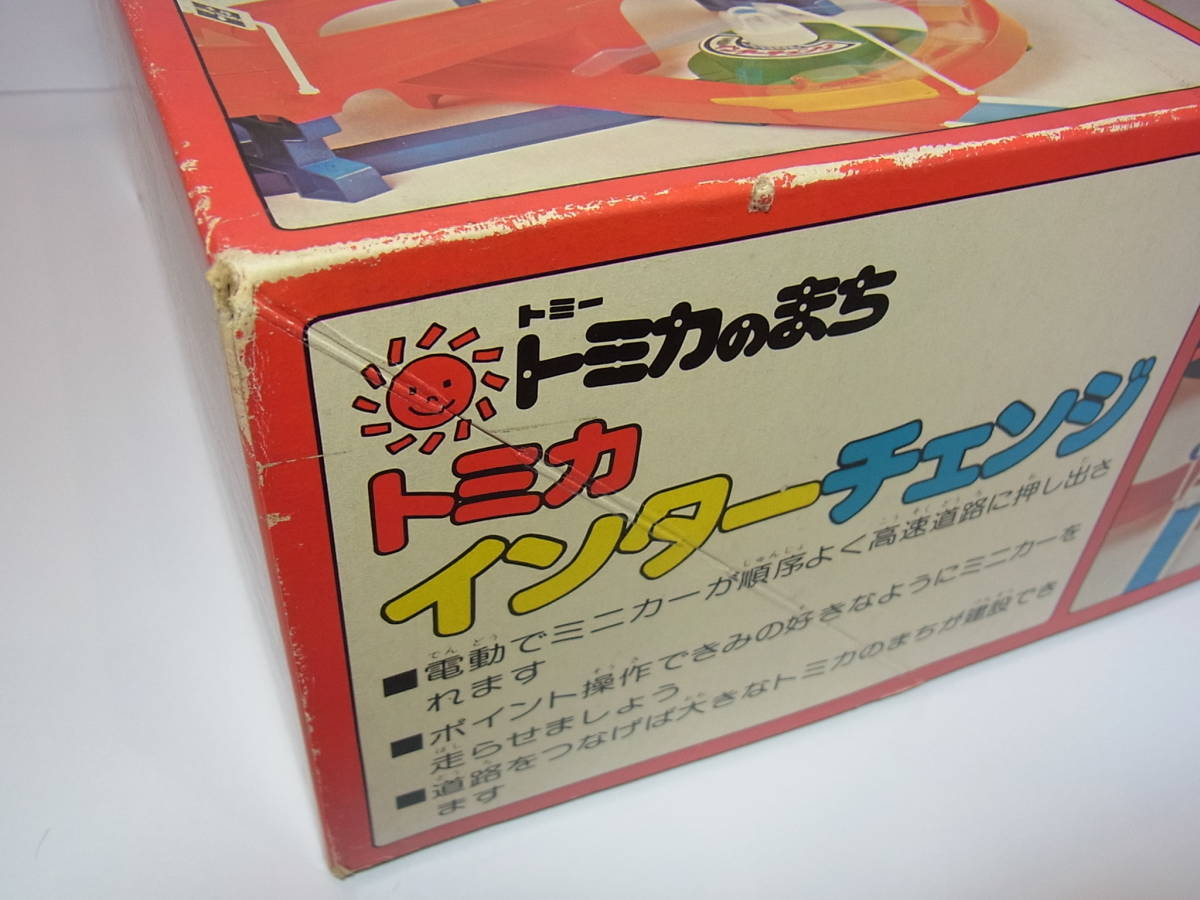 トミー
トミカのまち
トミカ
インターチェンジ
■電動でミニカーが順序よく高速道路に押し出さ
れます
■ポイント操作できみの好きなようにミニカーを
走らせましょう
■道路をつなげば大きなトミカのまちが建設でき
ます